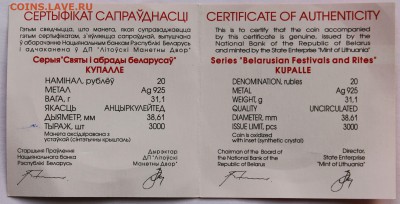 COINS.LAV.RU
СЕРТЫФІКАТ САПРАЎДНАСЦІ
Гэтым сведчыцца, што манета, якая суправаджаецца
гэтым сертыфікатам, з'яўляецца сапраўднай, выпушчана
ў абарачэнне Нацыянальным банкам Рэспублікі Беларусь
і адчаканена ДП "Літоўскі Манетны Двор"
Серыя "Святы і абрады беларусаў"
КУПАЛЛЕ
НАМІНАЛ, рублёў 20
МЕТАЛ Ag 925
ВАГА, г 31,1
ЯКАСЦЬ АНЦЫРКУЛЕЙТЭД
ДЫЯМЕТР, мм 38,61
ТЫРАЖ, шт 3000
Манета аксідзіравана з
устаўкай (сінтэтычны крышталь)
Старшыня Праўлення
Нацыянальнага Банка
Рэспублікі Беларусь
Дырэктар
ДП "Літоўскі
Манетны Двор"
CERTIFICATE OF AUTHENTICITY
This is to certify that the coin accompanied by
this certificate is genuine, issued by the National
Bank of the Republic of Belarus
and minted by State Enterprise "Mint of Lithuania"
Series "Belarusian Festivals and Rites"
KUPALLE
DENOMINATION, rubles 20
METAL Ag 925
WEIGHT, g 31,1
QUALITY UNCIRCULATED
DIAMETER, mm 38,61
ISSUE LIMIT, pcs 3000
Coin is oxidized
with inset (synthetic crystal)
Chairman of the Board of
the National Bank of the
Republic of Belarus
Director,
State Enterprise
"Mint of Lithuania"